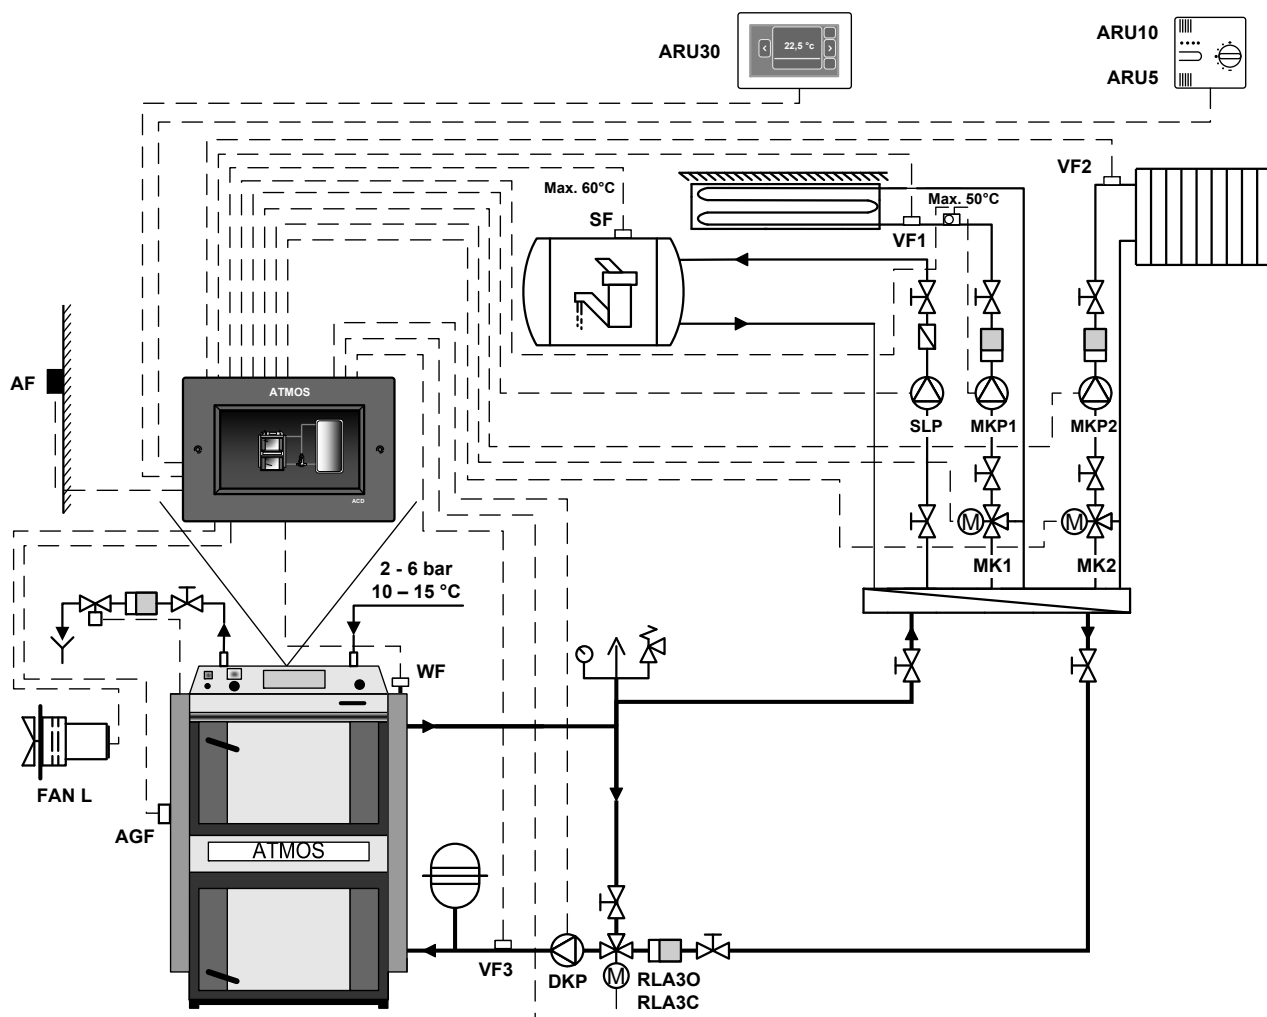 ARU30
22,5 °c
ARU10
ARU5
VF2
Max. 60°C
Max. 50°C
SF
VF1
AF
ATMOS
ACD
SLP
MKP1
MKP2
M
M
MK1
MK2
2 - 6 bar
10 – 15 °C
WF
FAN L
AGF
ATMOS
VF3
DKP
M
RLA3O
RLA3C